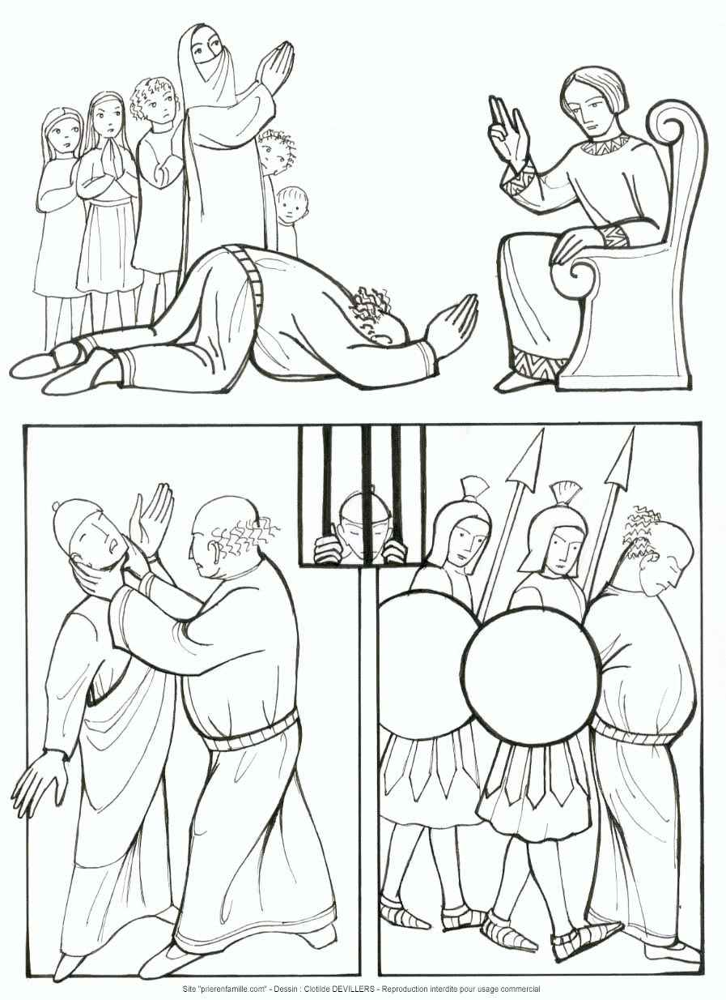 Site "prierenfamille.com" - Dessin : Clotilde DEVILLERS - Reproduction interdite pour usage commercial